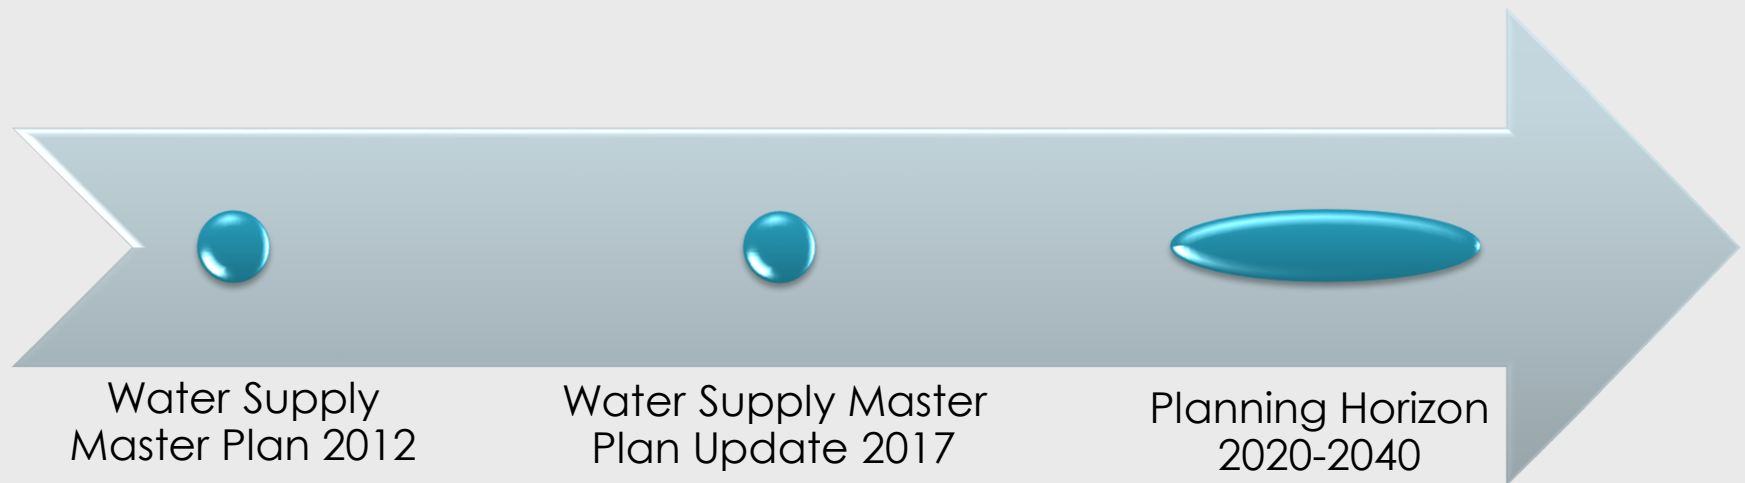 Water Supply
Master Plan 2012
Water Supply Master
Plan Update 2017
Planning Horizon
2020-2040